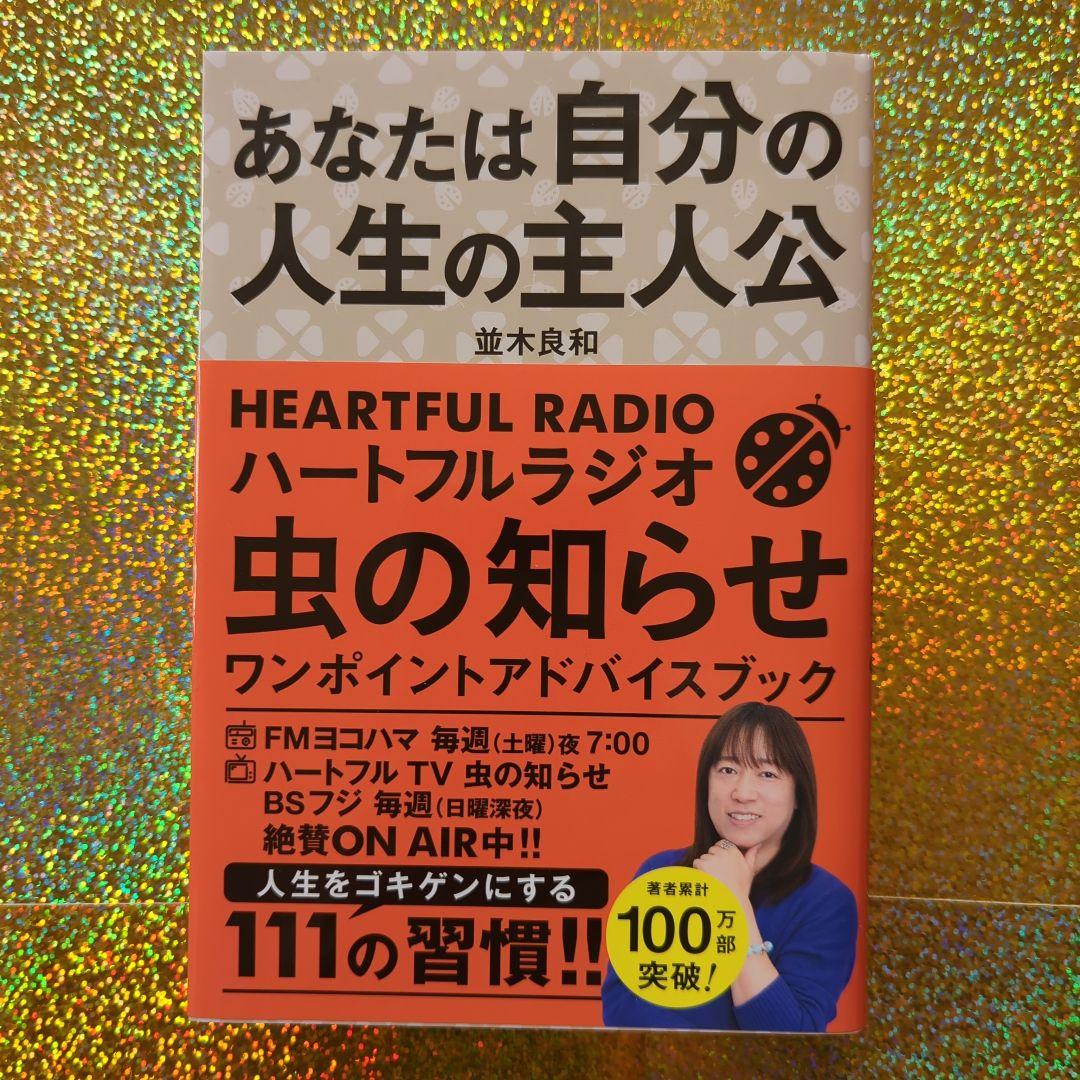 あなたは自分の
人生の主人公
並木良和
HEARTFUL RADIO
ハートフルラジオ
虫の知らせ
ワンポイントアドバイスブック
FMヨコハマ 毎週(土曜)夜 7:00
ハートフル TV 虫の知らせ
BSフジ 毎週(日曜深夜)
絶賛ON AIR中!!
人生をゴキゲンにする
111の習慣!!
著者累計
100万部
突破!